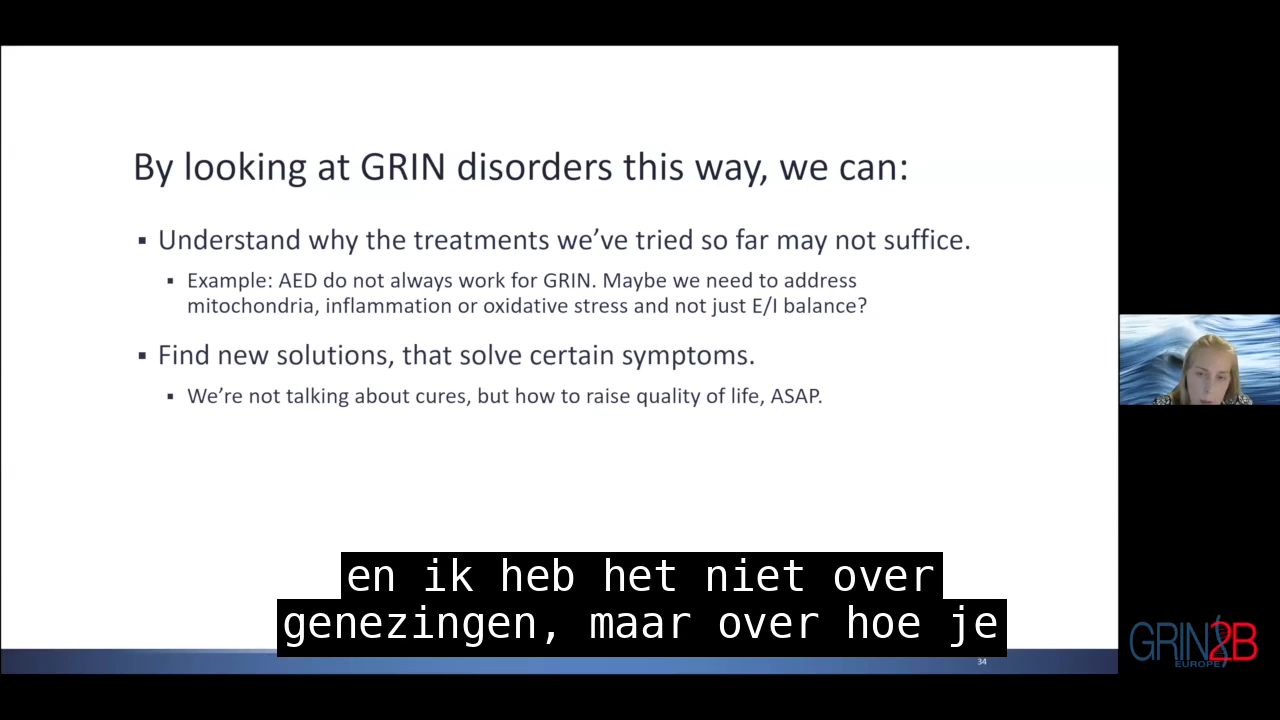 By looking at GRIN disorders this way, we can:
▪ Understand why the treatments we’ve tried so far may not suffice.
▪ Example: AED do not always work for GRIN. Maybe we need to address
mitochondria, inflammation or oxidative stress and not just E/I balance?
▪ Find new solutions, that solve certain symptoms.
▪ We’re not talking about cures, but how to raise quality of life, ASAP.
en ik heb het niet over
genezingen, maar over hoe je
34
GRIN2B
EUROPE